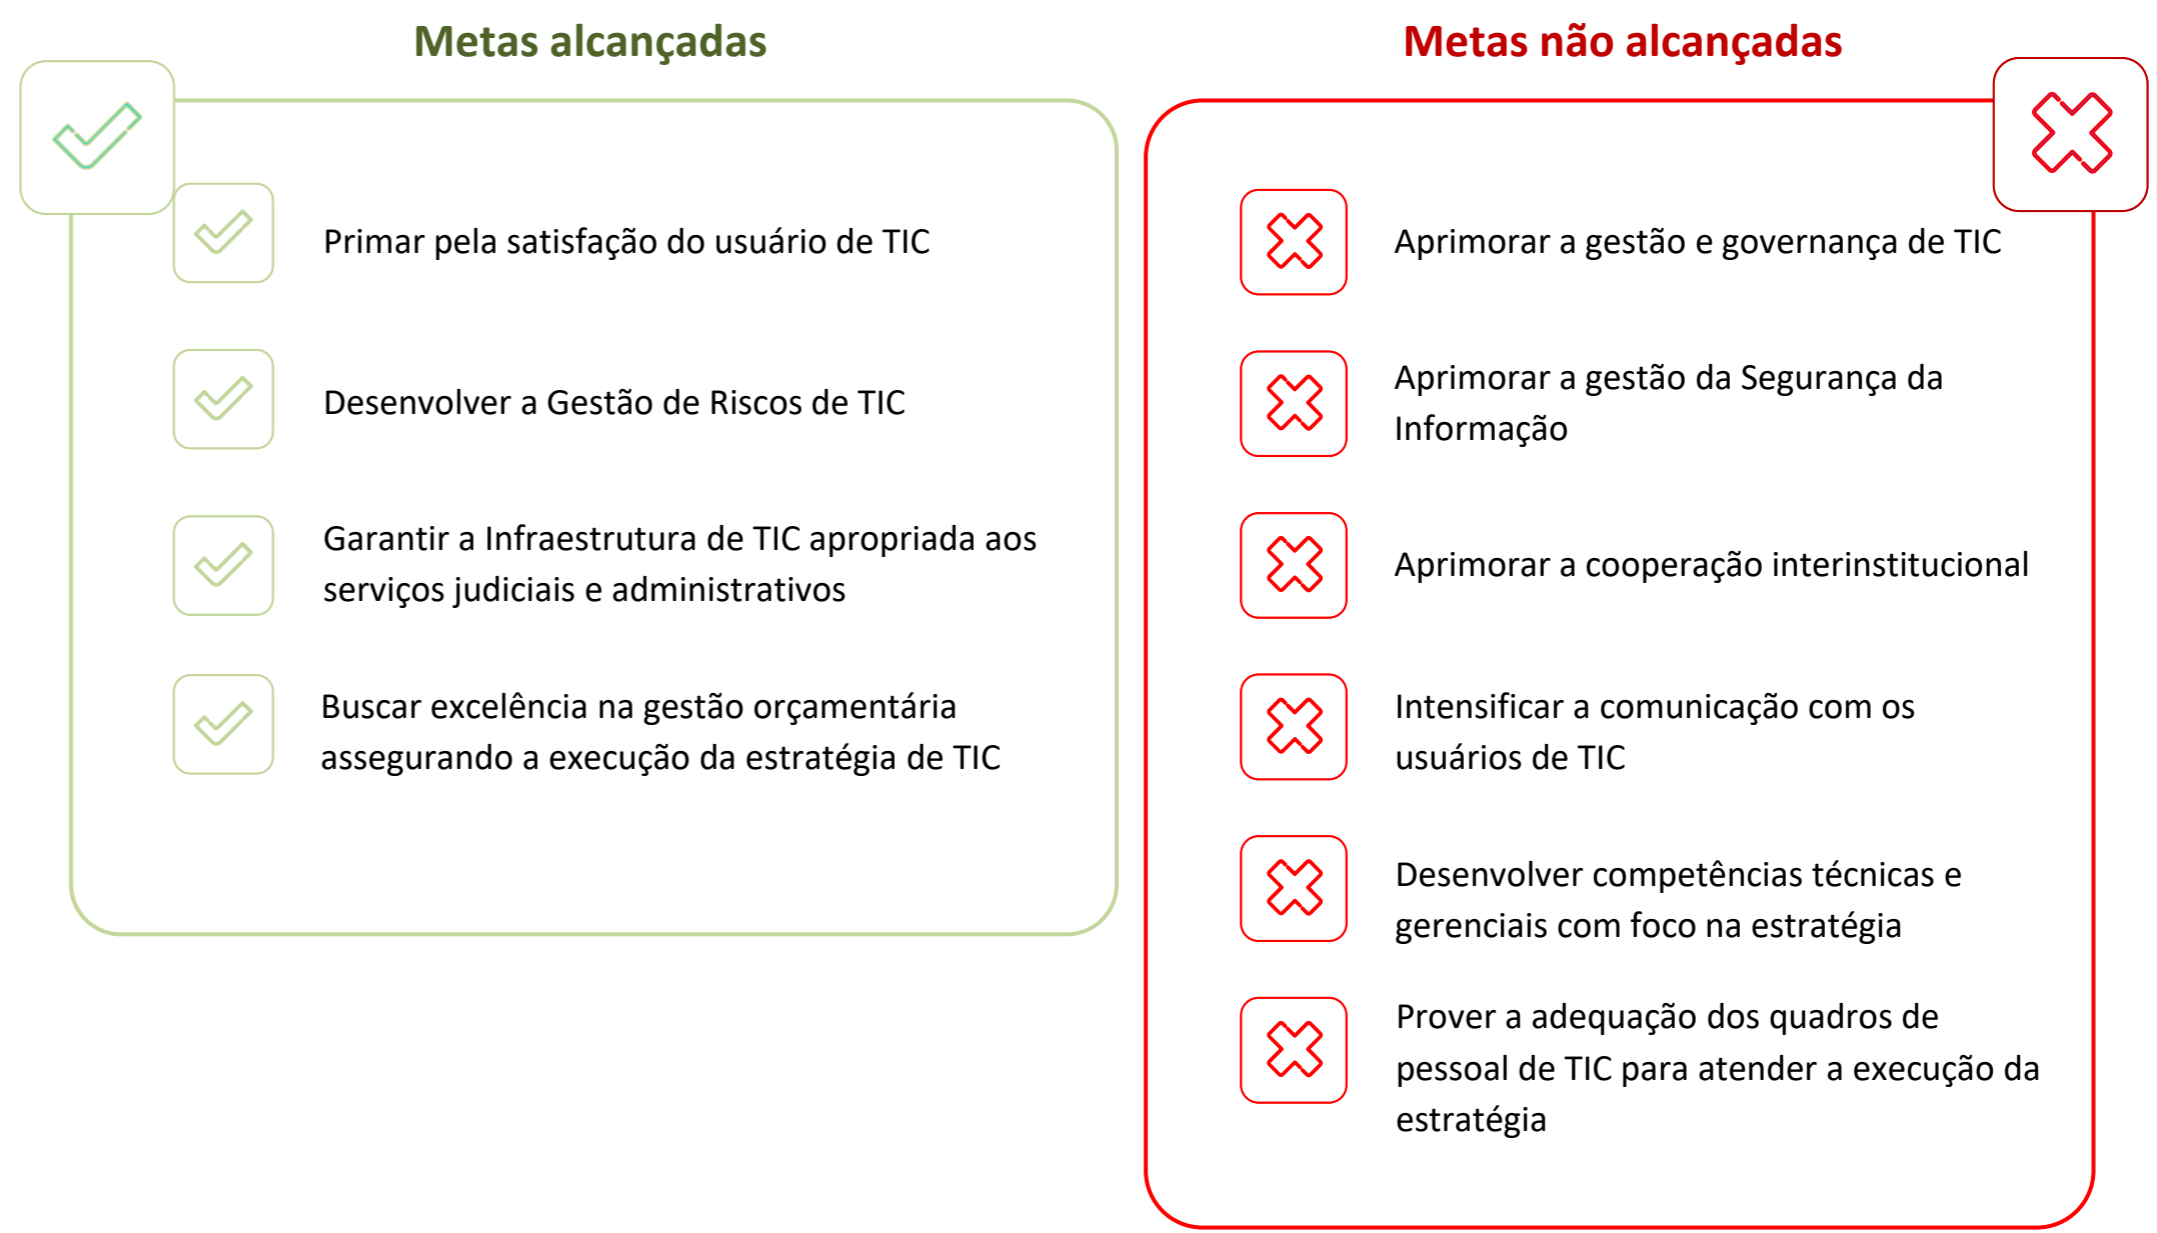 Metas alcançadas
Primar pela satisfação do usuário de TIC
Desenvolver a Gestão de Riscos de TIC
Garantir a Infraestrutura de TIC apropriada aos
serviços judiciais e administrativos
Buscar excelência na gestão orçamentária
assegurando a execução da estratégia de TIC
Metas não alcançadas
Aprimorar a gestão e governança de TIC
Aprimorar a gestão da Segurança da
Informação
Aprimorar a cooperação interinstitucional
Intensificar a comunicação com os
usuários de TIC
Desenvolver competências técnicas e
gerenciais com foco na estratégia
Prover a adequação dos quadros de
pessoal de TIC para atender a execução da
estratégia